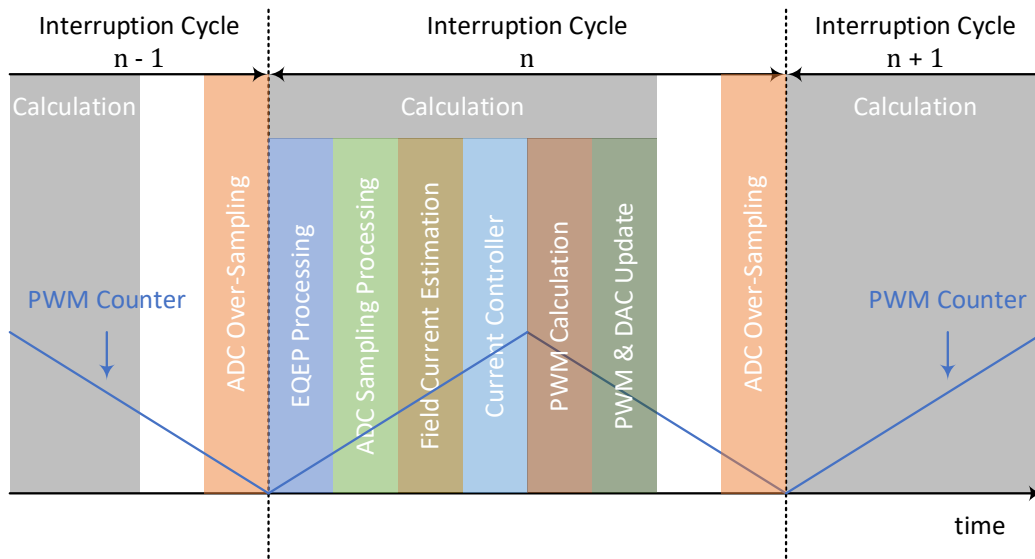 Interruption Cycle
n - 1
Interruption Cycle
n
Interruption Cycle
n + 1
Calculation
Calculation
Calculation
ADC Over-Sampling
EQEP Processing
ADC Sampling Processing
Field Current Estimation
Current Controller
PWM Calculation
PWM & DAC Update
ADC Over-Sampling
PWM Counter
PWM Counter
time